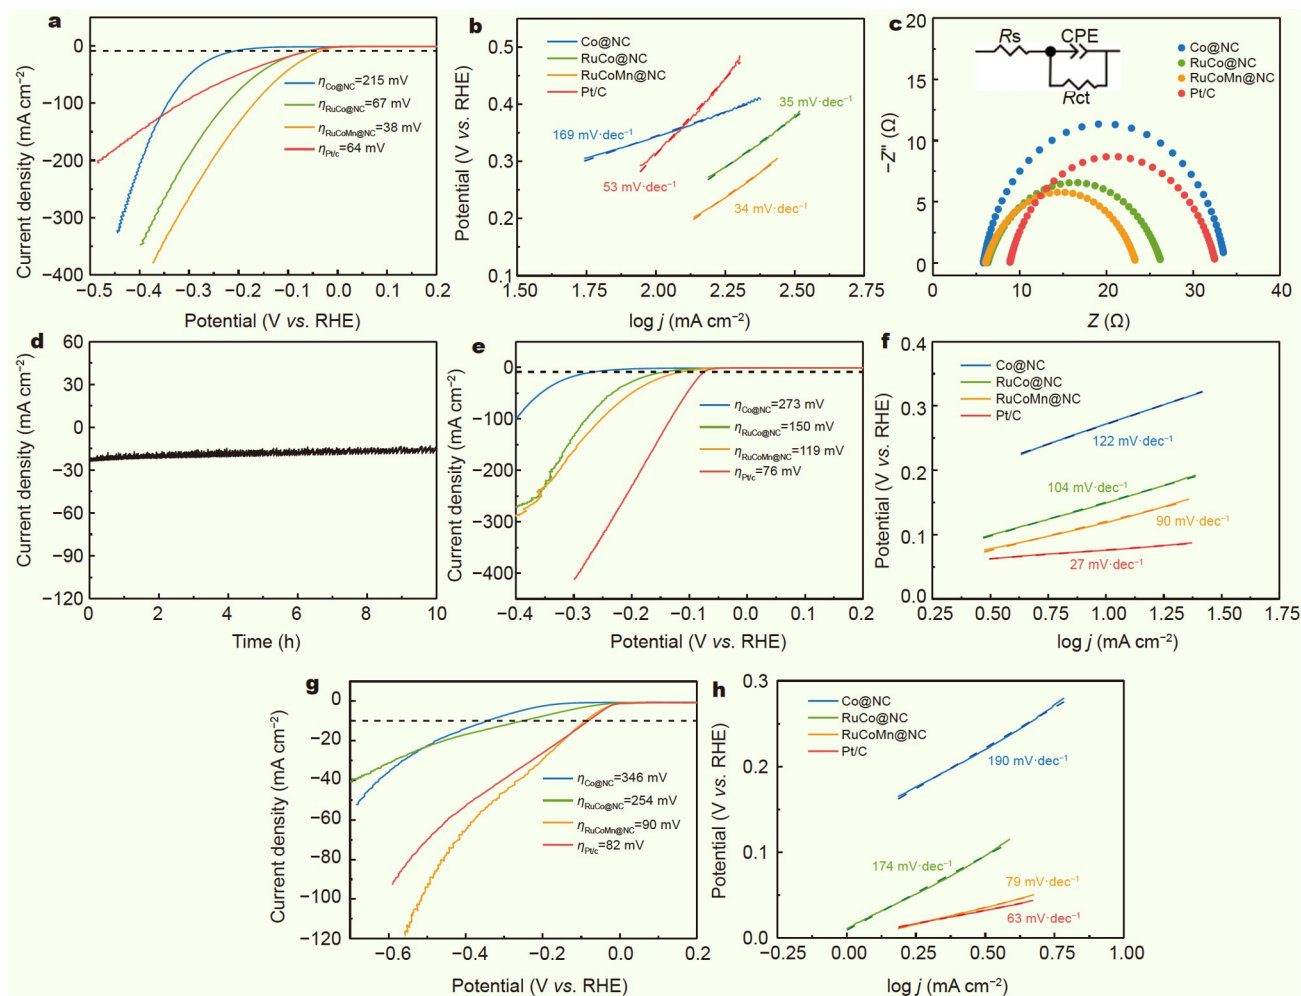 a
Current density (mA cm⁻²)
0
−100
−200
−300
−400
η Co@NC=215 mV
η RuCo@NC=67 mV
η RuCoMn@NC=38 mV
η Pt/c=64 mV
−0.5 −0.4 −0.3 −0.2 −0.1 0.0 0.1 0.2
Potential (V vs. RHE)
b
Potential (V vs. RHE)
0.5
0.4
0.3
0.2
0.1
Co@NC
RuCo@NC
RuCoMn@NC
Pt/C
35 mV·dec⁻¹
169 mV·dec⁻¹
53 mV·dec⁻¹
34 mV·dec⁻¹
1.50 1.75 2.00 2.25 2.50 2.75
log j (mA cm⁻²)
c
−Z″ (Ω)
20
15
10
5
0
Rs CPE
Rct
Co@NC
RuCo@NC
RuCoMn@NC
Pt/C
0 10 20 30 40
Z (Ω)
d
Current density (mA cm⁻²)
60
30
0
−30
−60
−90
−120
0 2 4 6 8 10
Time (h)
e
Current density (mA cm⁻²)
0
−100
−200
−300
−400
η Co@NC=273 mV
η RuCo@NC=150 mV
η RuCoMn@NC=119 mV
η Pt/c=76 mV
−0.4 −0.3 −0.2 −0.1 0.0 0.1 0.2
Potential (V vs. RHE)
f
Potential (V vs. RHE)
0.4
0.3
0.2
0.1
0.0
Co@NC
RuCo@NC
RuCoMn@NC
Pt/C
122 mV·dec⁻¹
104 mV·dec⁻¹
90 mV·dec⁻¹
27 mV·dec⁻¹
0.25 0.50 0.75 1.00 1.25 1.50 1.75
log j (mA cm⁻²)
g
Current density (mA cm⁻²)
0
−20
−40
−60
−80
−100
−120
η Co@NC=346 mV
η RuCo@NC=254 mV
η RuCoMn@NC=90 mV
η Pt/c=82 mV
−0.6 −0.4 −0.2 0.0 0.2
Potential (V vs. RHE)
h
Potential (V vs. RHE)
0.3
0.2
0.1
0.0
Co@NC
RuCo@NC
RuCoMn@NC
Pt/C
190 mV·dec⁻¹
174 mV·dec⁻¹
79 mV·dec⁻¹
63 mV·dec⁻¹
−0.25 0.00 0.25 0.50 0.75 1.00
log j (mA cm⁻²)